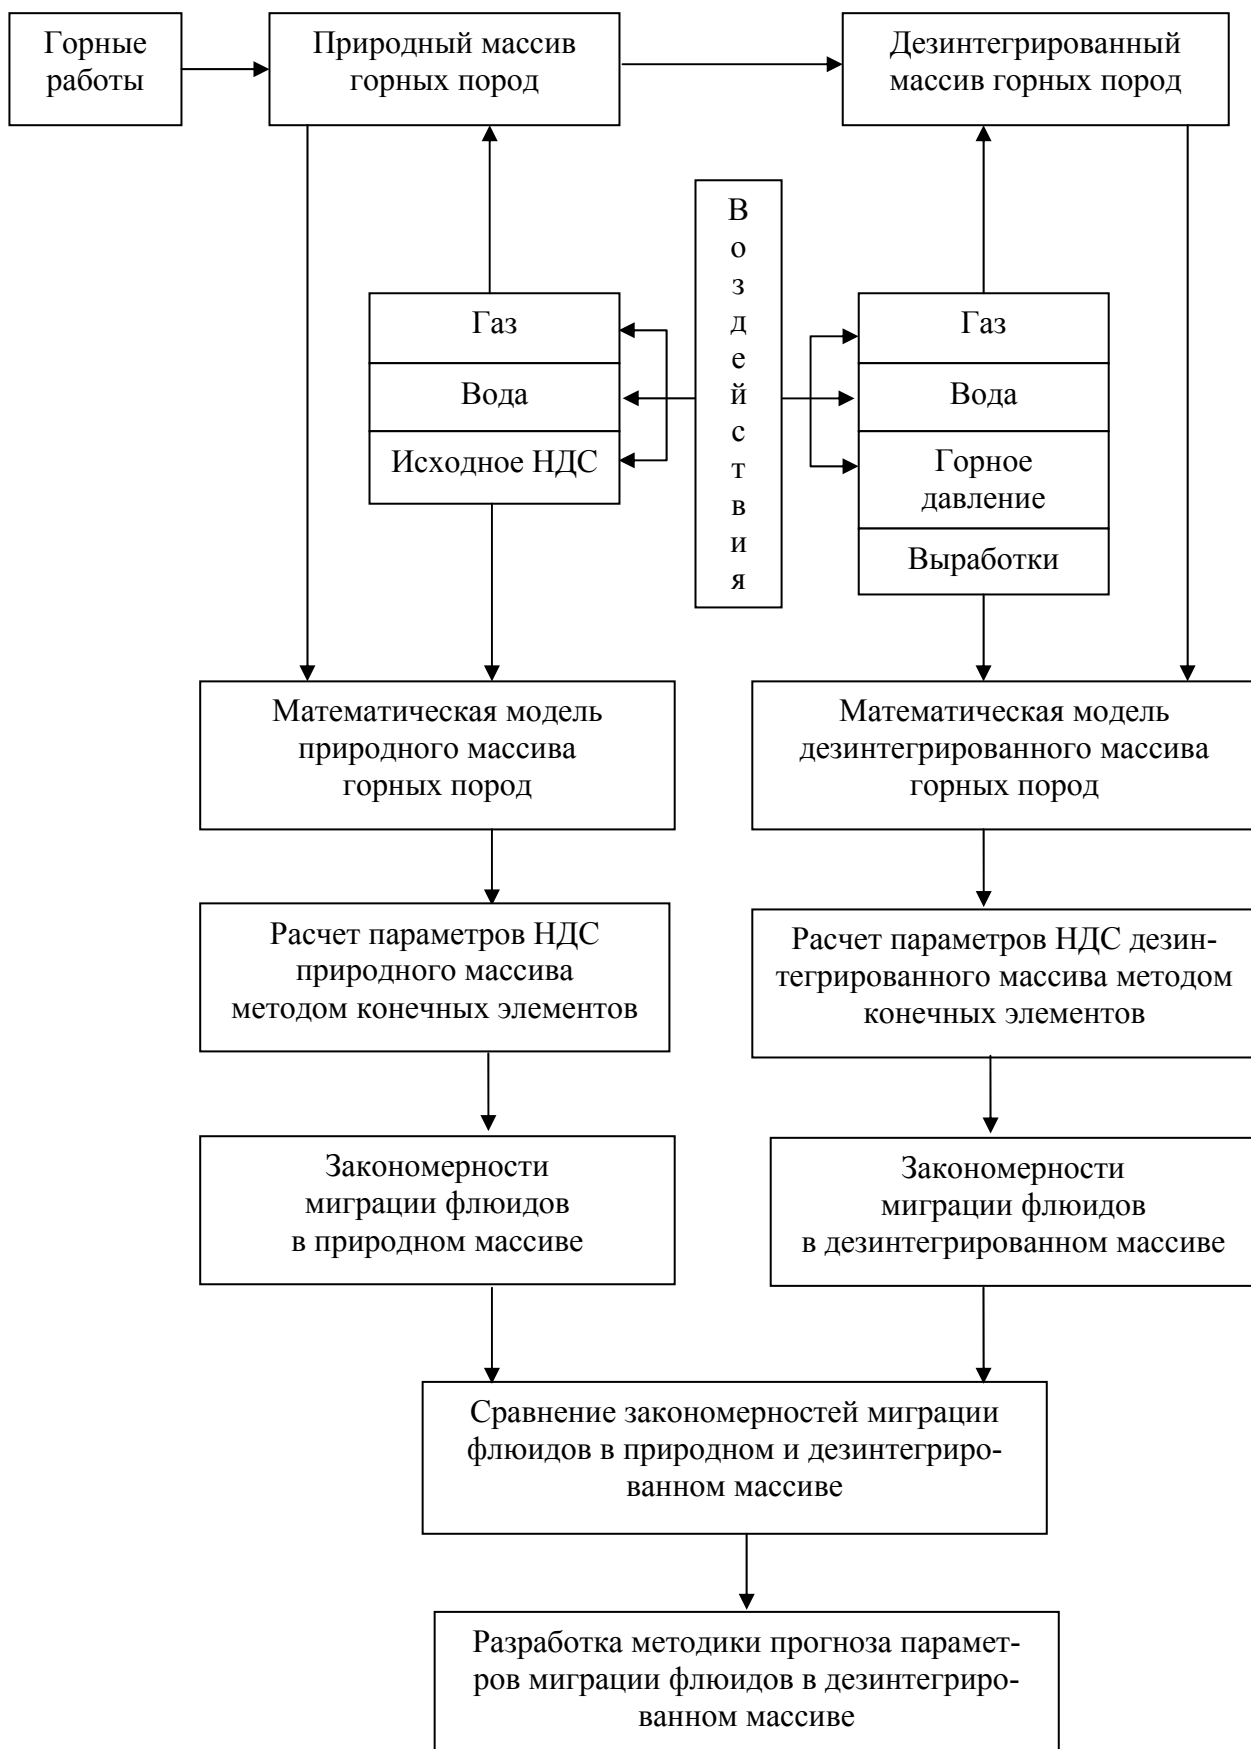 Горные
работы
Природный массив
горных пород
Дезинтегрированный
массив горных пород
В
о
з
д
е
й
с
т
в
и
я
Газ
Вода
Исходное НДС
Газ
Вода
Горное
давление
Выработки
Математическая модель
природного массива
горных пород
Математическая модель
дезинтегрированного массива
горных пород
Расчет параметров НДС
природного массива
методом конечных элементов
Расчет параметров НДС дезин-
тегрированного массива методом
конечных элементов
Закономерности
миграции флюидов
в природном массиве
Закономерности
миграции флюидов
в дезинтегрированном массиве
Сравнение закономерностей миграции
флюидов в природном и дезинтегриро-
ванном массиве
Разработка методики прогноза парамет-
ров миграции флюидов в дезинтегриро-
ванном массиве